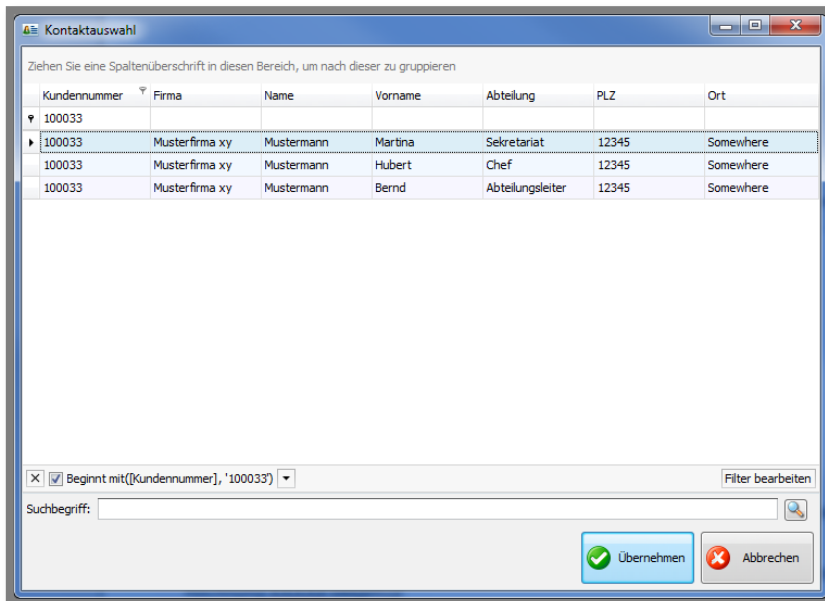 Kontaktauswahl
Ziehen Sie eine Spaltenüberschrift in diesen Bereich, um nach dieser zu gruppieren
Kundennummer Firma Name Vorname Abteilung PLZ Ort
100033
100033 Musterfirma xy Mustermann Martina Sekretariat 12345 Somewhere
100033 Musterfirma xy Mustermann Hubert Chef 12345 Somewhere
100033 Musterfirma xy Mustermann Bernd Abteilungsleiter 12345 Somewhere
Beginnt mit([Kundennummer], '100033') Filter bearbeiten
Suchbegriff:
Übernehmen Abbrechen